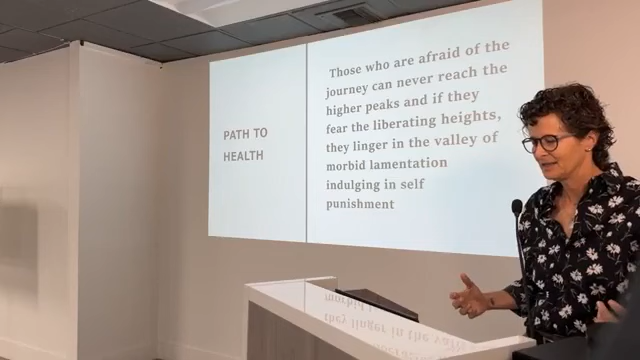 PATH TO
HEALTH
Those who are afraid of the
journey can never reach the
higher peaks and if they
fear the liberating heights,
they linger in the valley of
morbid lamentation
indulging in self
punishment